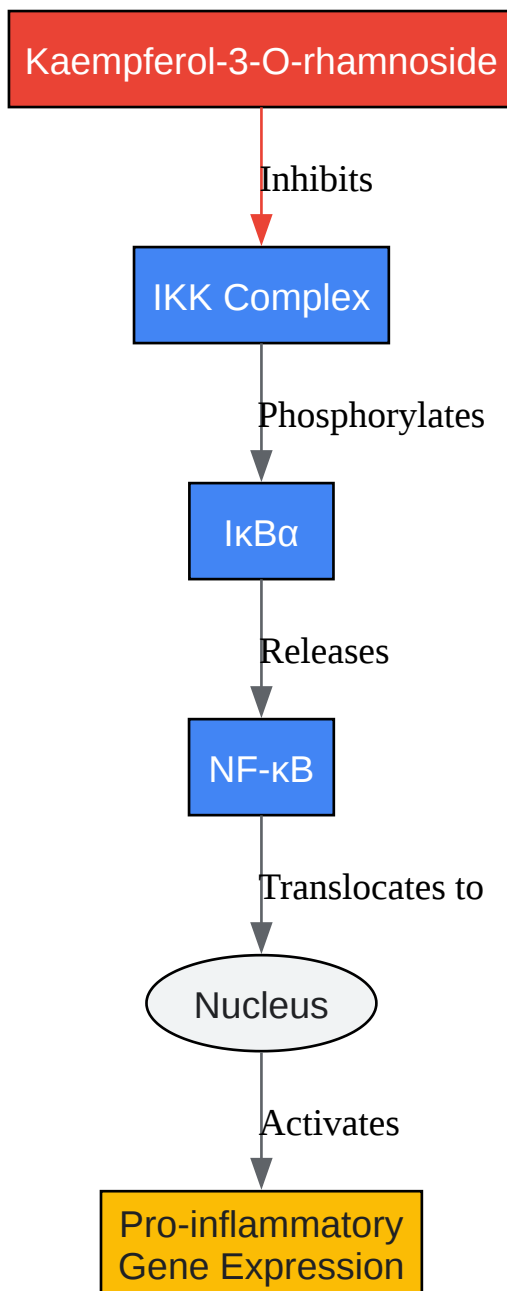 Kaempferol-3-O-rhamnoside
Inhibits
IKK Complex
Phosphorylates
IκBα
Releases
NF-κB
Translocates to
Nucleus
Activates
Pro-inflammatory
Gene Expression